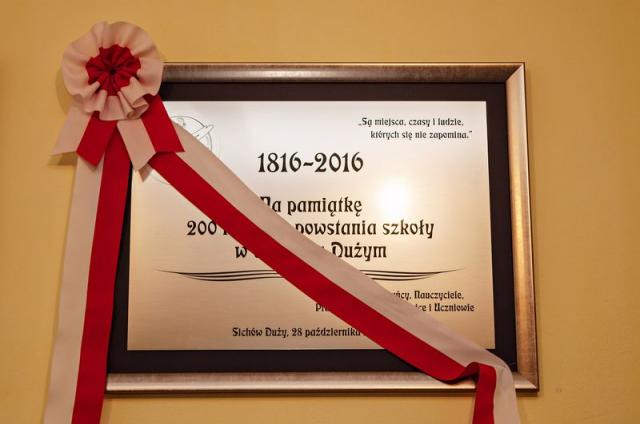 „Są miejsca, czasy i ludzie,
których się nie zapomina.”
1816-2016
Na pamiątkę
200 powstania szkoły
w Dużym
Nauczyciele,
i Uczniowie
Sichów Duży, 28 października